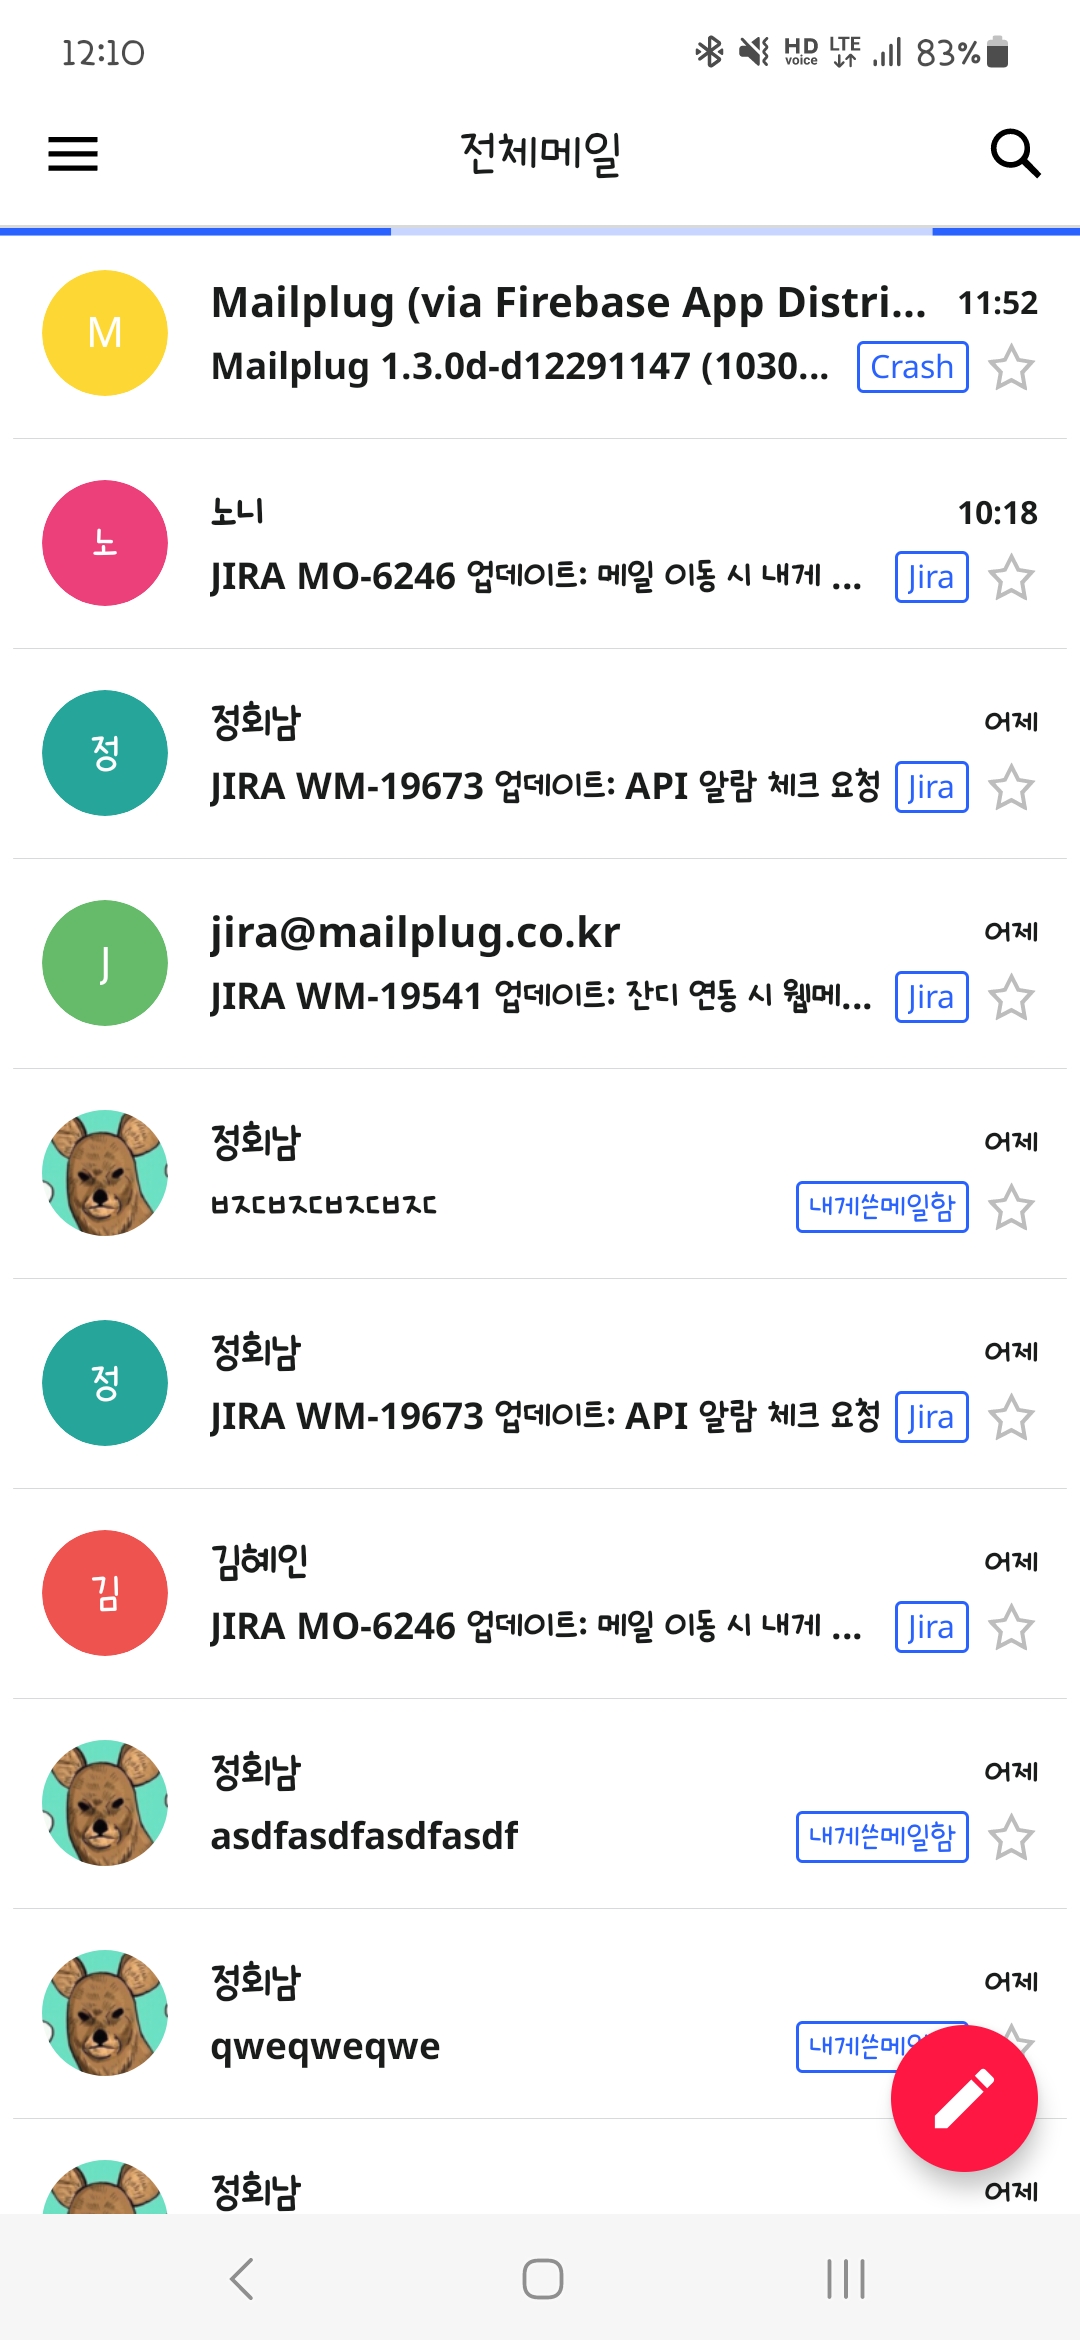 12:10 HD voice LTE 83%
전체메일
M
Mailplug (via Firebase App Distri... 11:52
Mailplug 1.3.0d-d12291147 (1030... Crash
노
노니 10:18
JIRA MO-6246 업데이트: 메일 이동 시 내게 ... Jira
정
정회남 어제
JIRA WM-19673 업데이트: API 알람 체크 요청 Jira
J
jira@mailplug.co.kr 어제
JIRA WM-19541 업데이트: 잔디 연동 시 웹메... Jira
정회남 어제
ㅂㅈㄷㅂㅈㄷㅂㅈㄷㅂㅈㄷ 내게쓴메일함
정
정회남 어제
JIRA WM-19673 업데이트: API 알람 체크 요청 Jira
김
김혜인 어제
JIRA MO-6246 업데이트: 메일 이동 시 내게 ... Jira
정회남 어제
asdfasdfasdfasdf 내게쓴메일함
정회남 어제
qweqweqwe 내게쓴메
정회남 어제